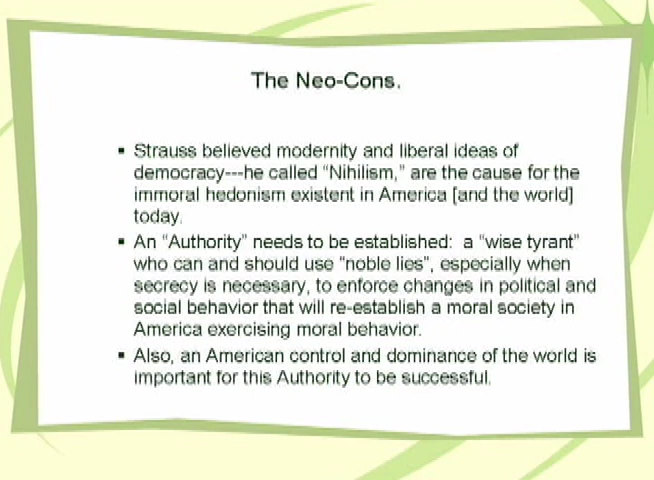 The Neo-Cons.
▪ Strauss believed modernity and liberal ideas of
democracy---he called "Nihilism," are the cause for the
immoral hedonism existent in America [and the world]
today.
▪ An "Authority" needs to be established:  a "wise tyrant"
who can and should use "noble lies", especially when
secrecy is necessary, to enforce changes in political and
social behavior that will re-establish a moral society in
America exercising moral behavior.
▪ Also, an American control and dominance of the world is
important for this Authority to be successful.